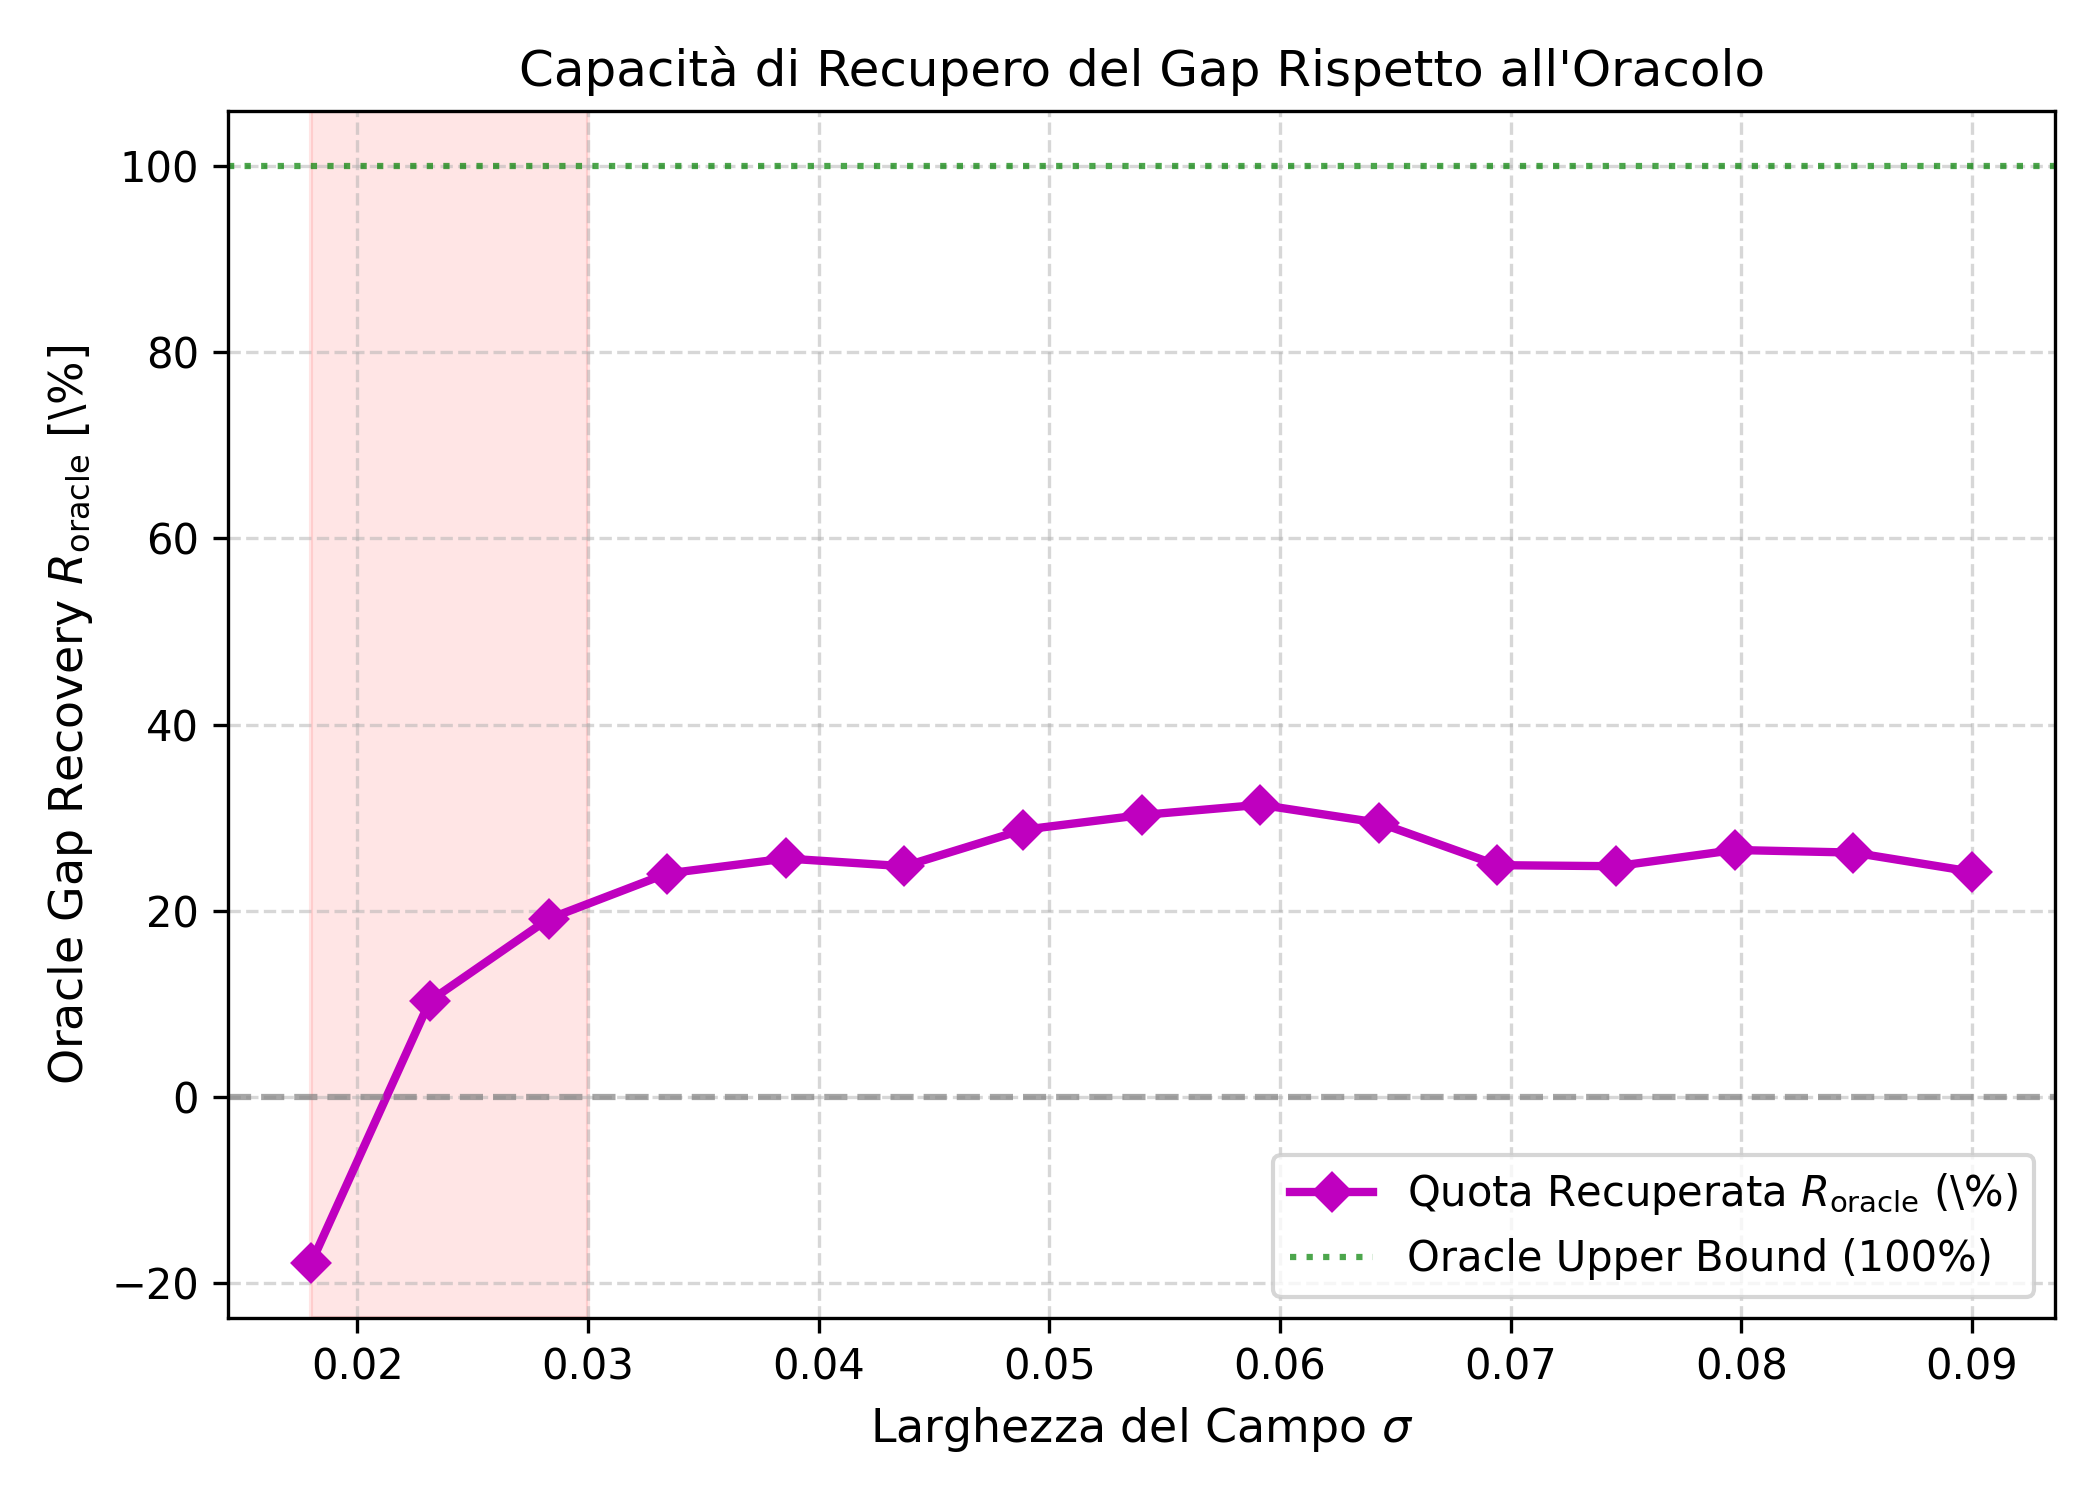 Capacità di Recupero del Gap Rispetto all'Oracolo
Oracle Gap Recovery R_oracle [\%]
100
80
60
40
20
0
−20
Quota Recuperata R_oracle (\%)
Oracle Upper Bound (100%)
0.02 0.03 0.04 0.05 0.06 0.07 0.08 0.09
Larghezza del Campo σ